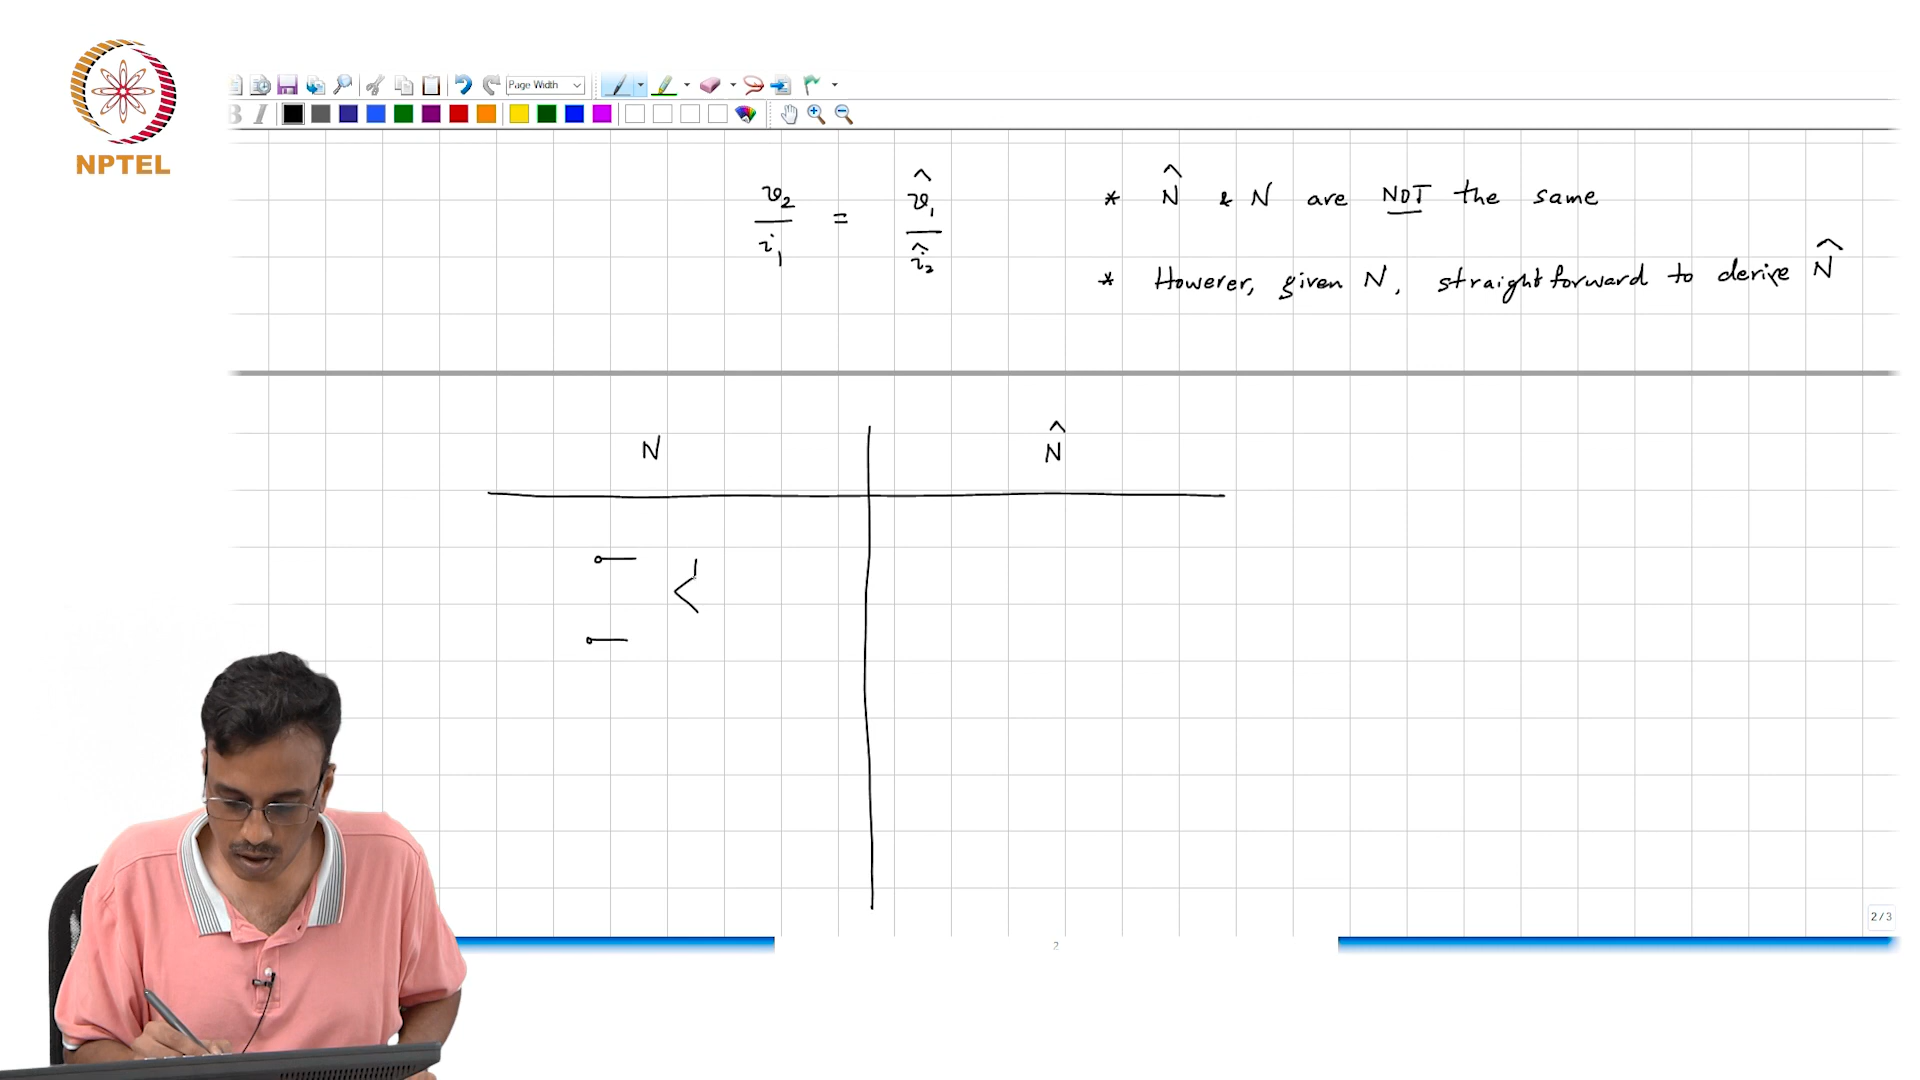 NPTEL
Page Width
B I
v₂ / i₁ = v̂₁ / î₂
* N̂ & N are NOT the same
* However, given N, straightforward to derive N̂
N N̂
2/3
2